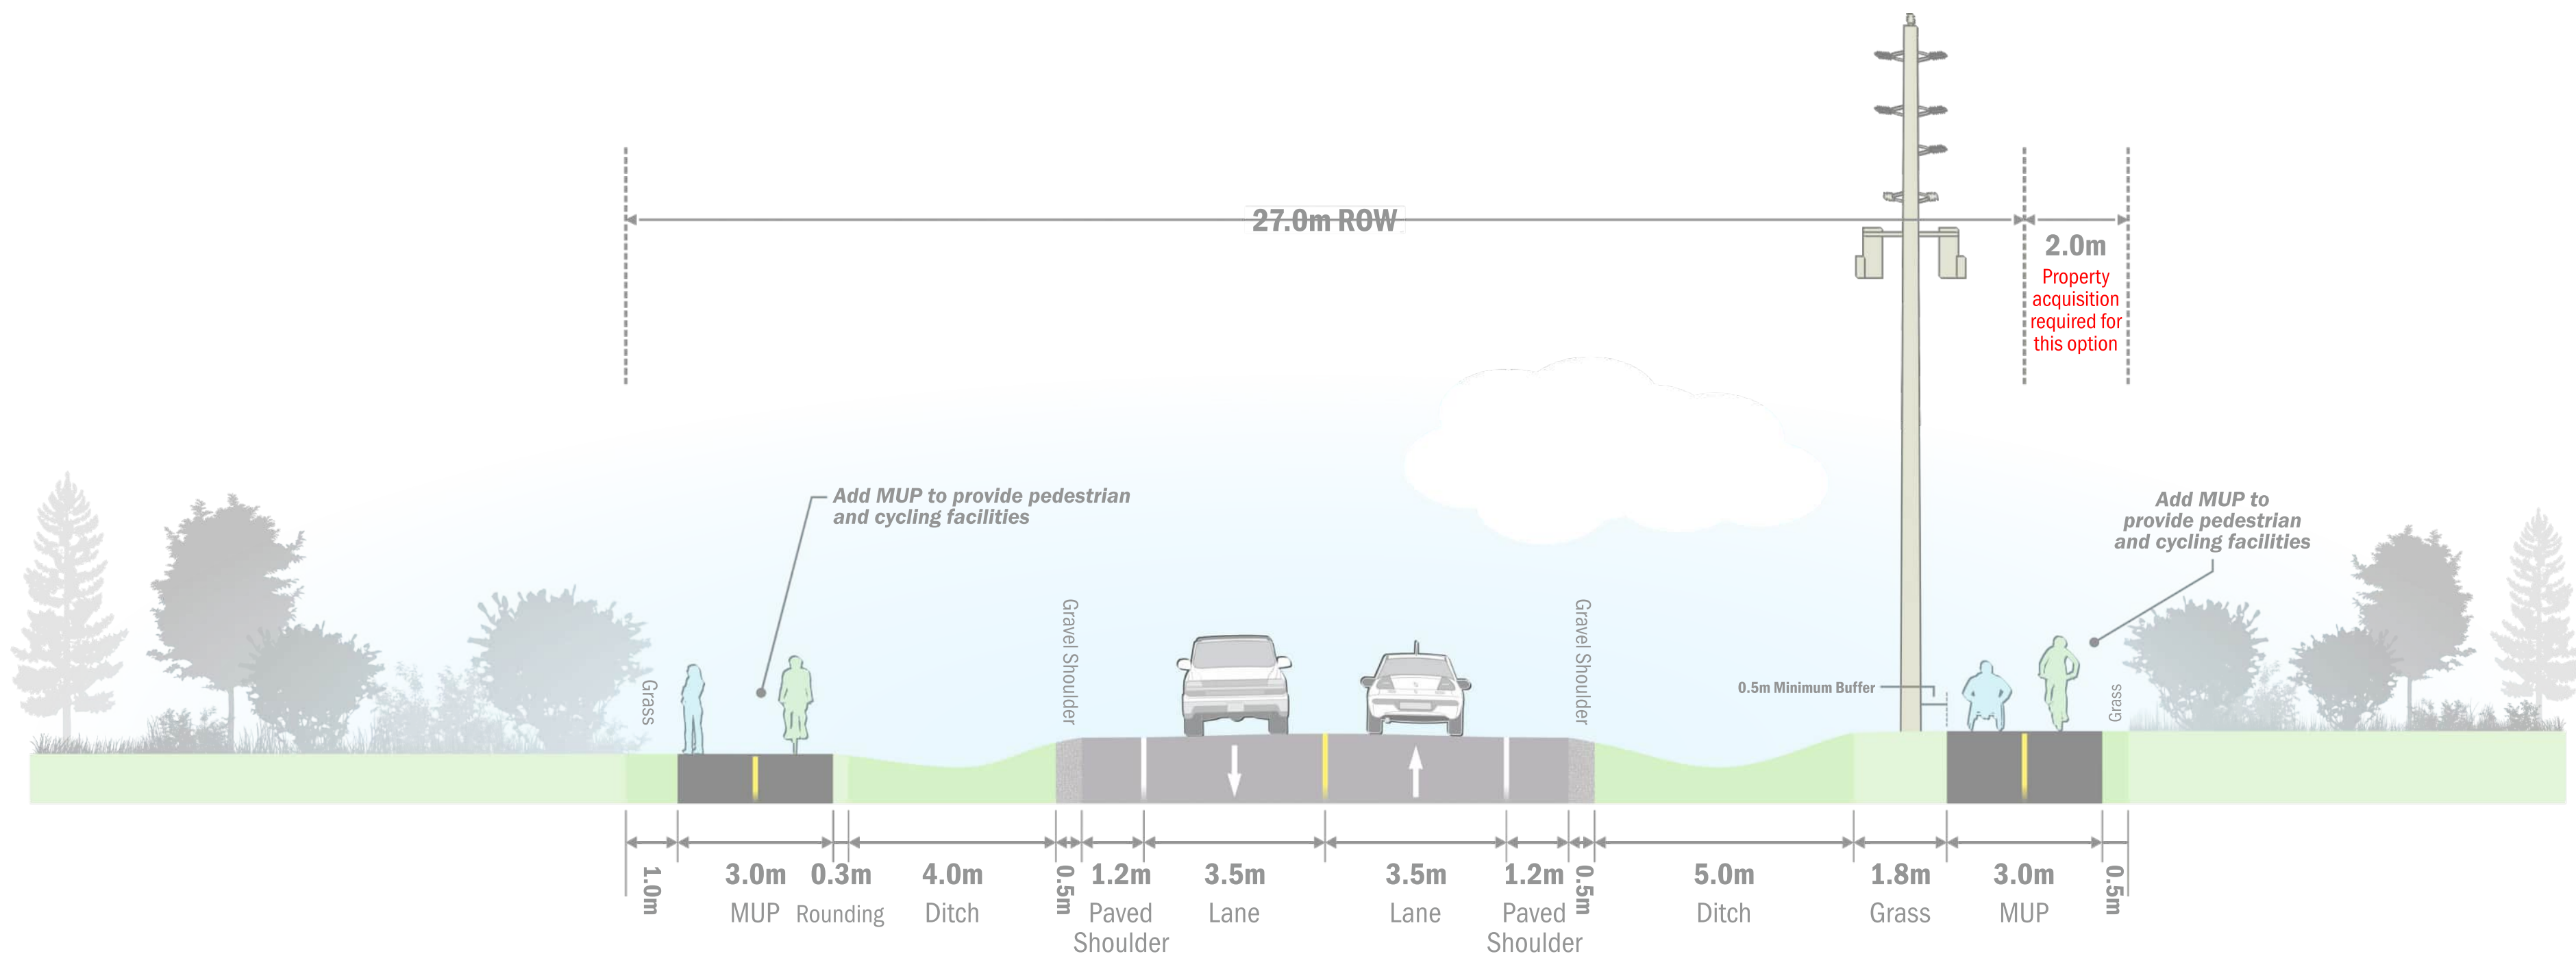 27.0m ROW
2.0m
Property
acquisition
required for
this option
Add MUP to provide pedestrian
and cycling facilities
Add MUP to
provide pedestrian
and cycling facilities
Grass
Gravel Shoulder
Gravel Shoulder
0.5m Minimum Buffer
Grass
1.0m
3.0m
MUP
0.3m
Rounding
4.0m
Ditch
0.5m
1.2m
Paved
Shoulder
3.5m
Lane
3.5m
Lane
1.2m
Paved
Shoulder
0.5m
5.0m
Ditch
1.8m
Grass
3.0m
MUP
0.5m